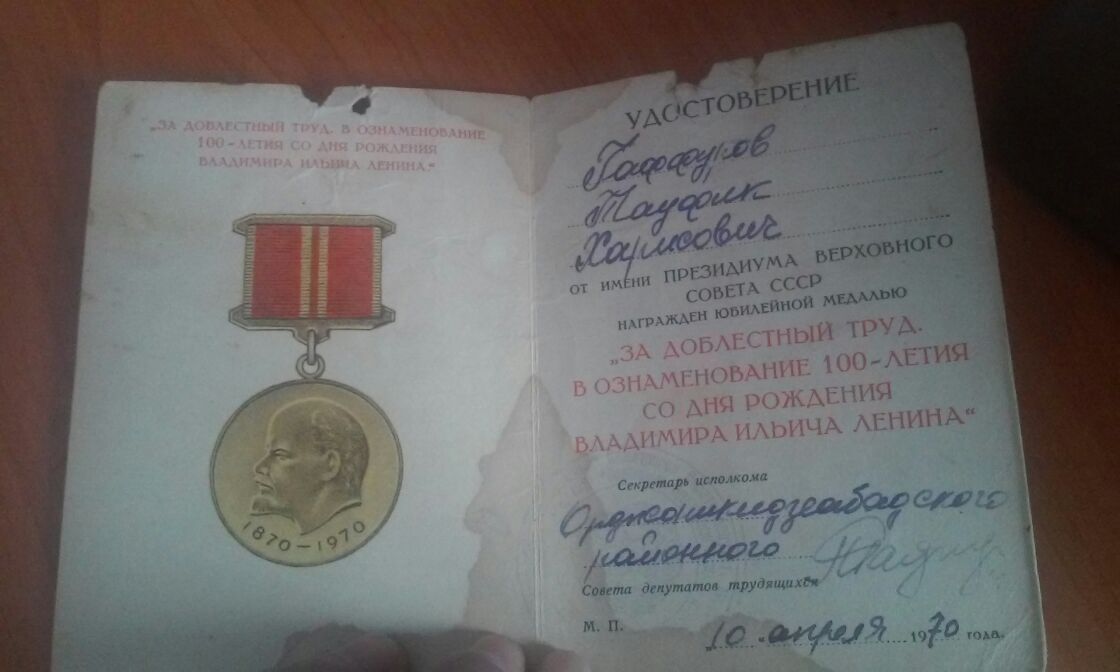 „ЗА ДОБЛЕСТНЫЙ ТРУД. В ОЗНАМЕНОВАНИЕ
100-ЛЕТИЯ СО ДНЯ РОЖДЕНИЯ
ВЛАДИМИРА ИЛЬИЧА ЛЕНИНА“
1870-1970
УДОСТОВЕРЕНИЕ
Гаффуров
Тауфик
Харисович
ОТ ИМЕНИ ПРЕЗИДИУМА ВЕРХОВНОГО
СОВЕТА СССР
НАГРАЖДЕН ЮБИЛЕЙНОЙ МЕДАЛЬЮ
„ЗА ДОБЛЕСТНЫЙ ТРУД.
В ОЗНАМЕНОВАНИЕ 100-ЛЕТИЯ
СО ДНЯ РОЖДЕНИЯ
ВЛАДИМИРА ИЛЬИЧА ЛЕНИНА“
Секретарь исполкома
Орджоникидзеабадского
районного
Совета депутатов трудящихся
М. П. „10“ апреля 1970 года.